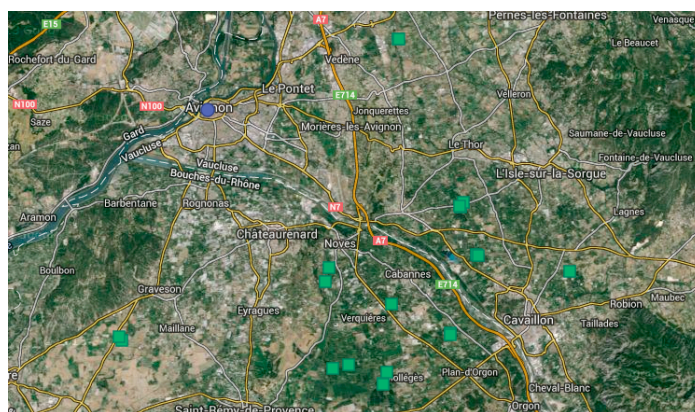 E15
A7
Pernes-les-Fontaines
Venasque
Le Beaucet
Rochefort-du-Gard
Vedène
Le Pontet
E714
Velleron
N100
Avignon
N100
Jonquerettes
Saze
Morières-lès-Avignon
Saumane-de-Vaucluse
Gard
Vaucluse
Le Thor
Fontaine-de-Vaucluse
Vaucluse
Bouches-du-Rhône
L'Isle-sur-la-Sorgue
Barbentane
Rognonas
N7
Lagnes
Aramon
Châteaurenard
Noves
A7
Boulbon
Cabannes
E714
Graveson
Maubec
Robion
Eyragues
Verquières
Cavaillon
Taillades
Maillane
Plan-d'Orgon
Cheval-Blanc
Saint-Rémy-de-Provence
Orgon